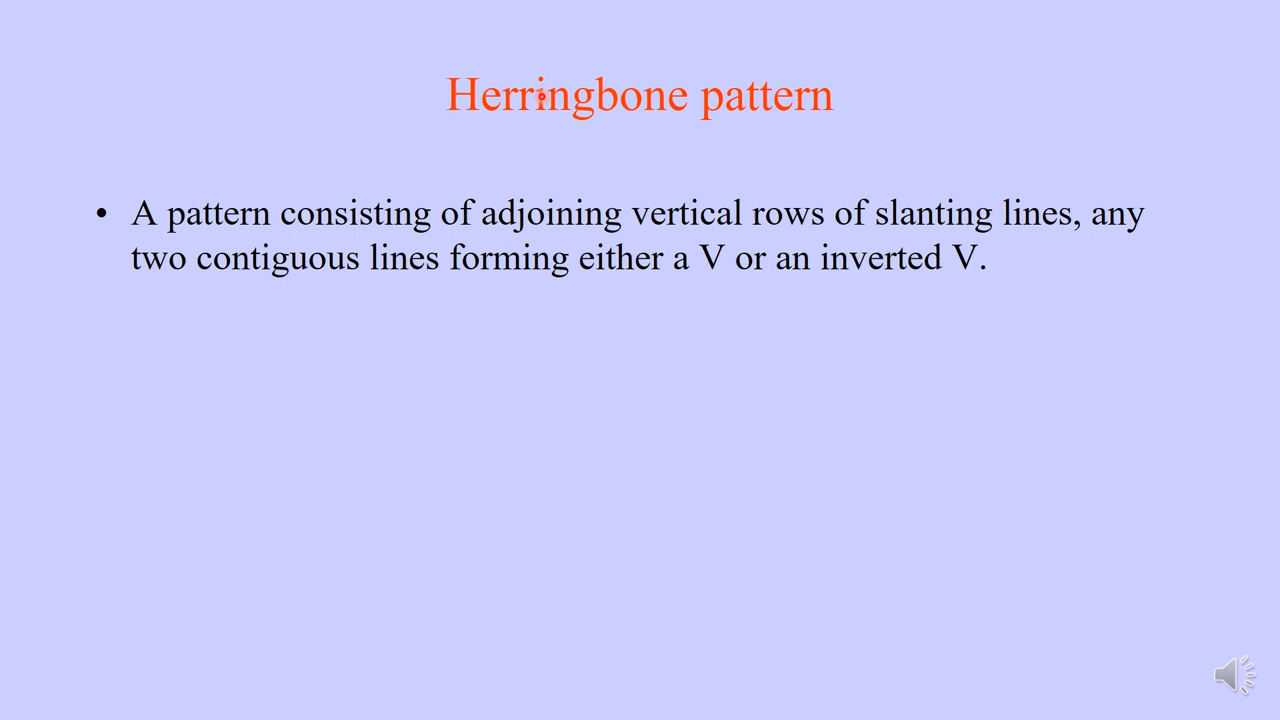 Herringbone pattern
• A pattern consisting of adjoining vertical rows of slanting lines, any
two contiguous lines forming either a V or an inverted V.